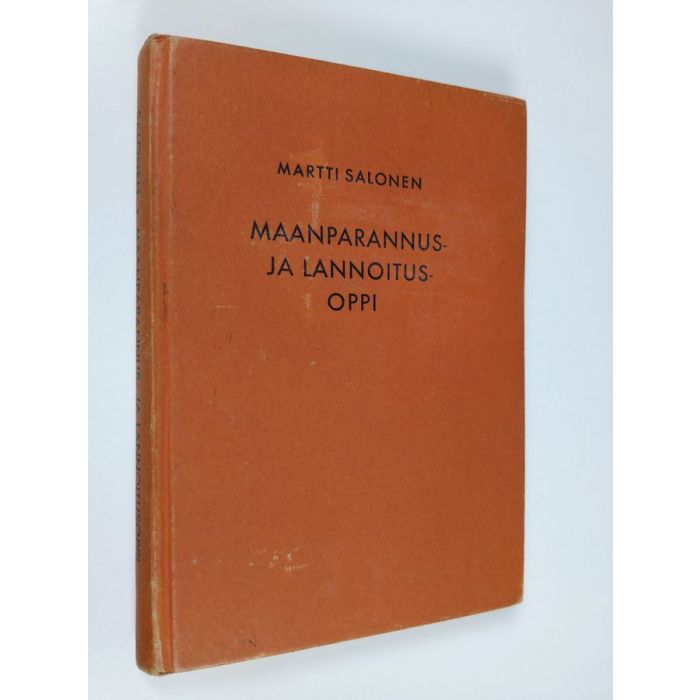 MARTTI SALONEN
MAANPARANNUS-
JA LANNOITUS-
OPPI